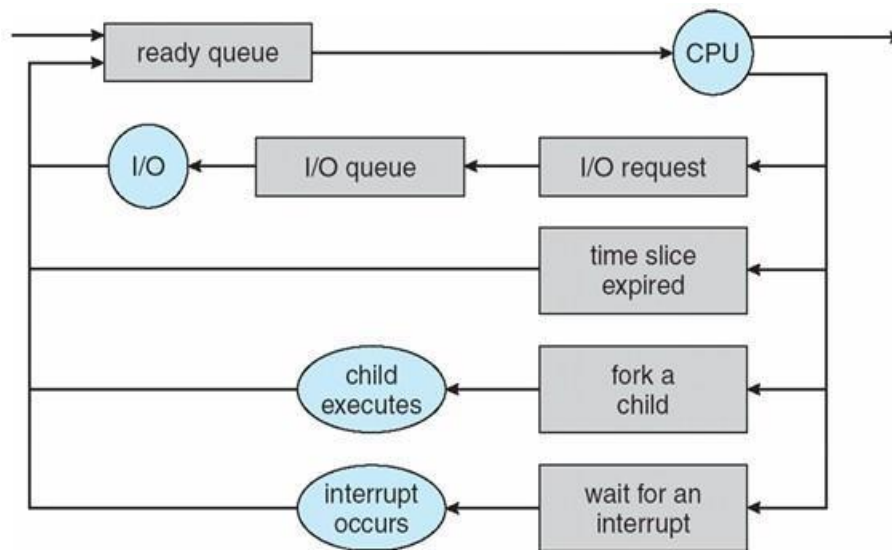 ready queue
CPU
I/O
I/O queue
I/O request
time slice
expired
child
executes
fork a
child
interrupt
occurs
wait for an
interrupt